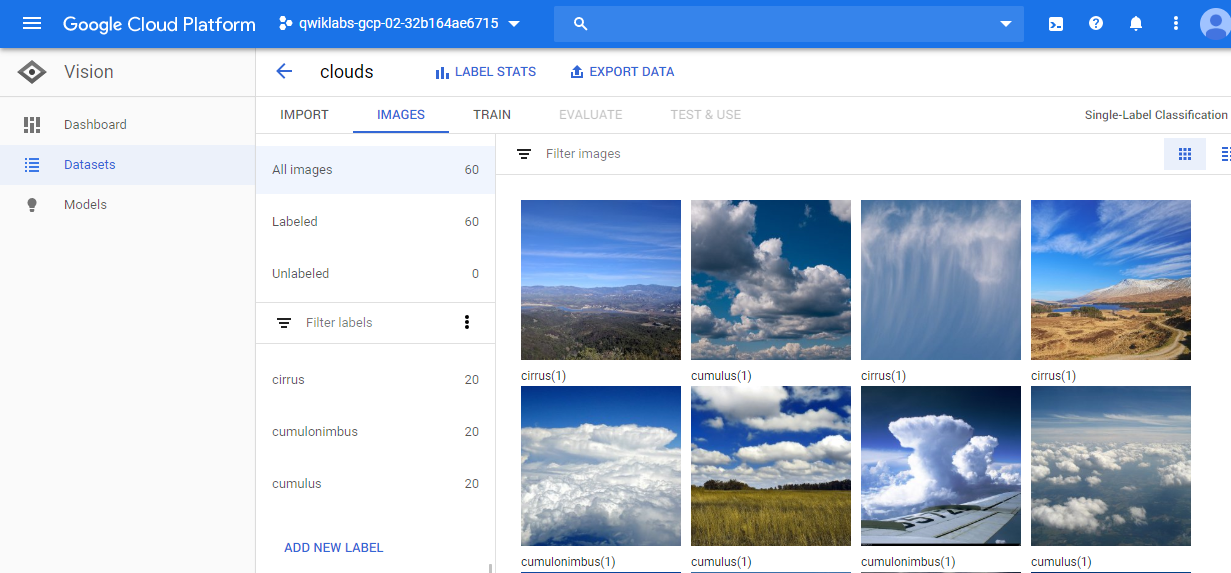 Google Cloud Platform
qwiklabs-gcp-02-32b164ae6715
Vision
clouds
LABEL STATS
EXPORT DATA
Dashboard
Datasets
Models
IMPORT
IMAGES
TRAIN
EVALUATE
TEST & USE
Single-Label Classification
All images 60
Labeled 60
Unlabeled 0
Filter labels
cirrus 20
cumulonimbus 20
cumulus 20
ADD NEW LABEL
Filter images
cirrus(1)
cumulus(1)
cirrus(1)
cirrus(1)
cumulonimbus(1)
cumulus(1)
cumulonimbus(1)
cumulus(1)